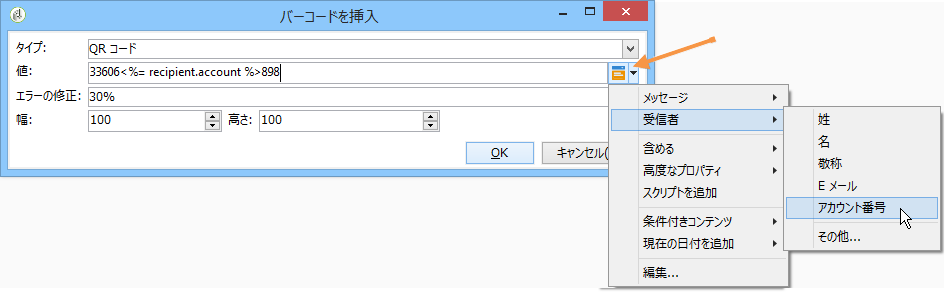 バーコードを挿入
タイプ:
QR コード
値:
33606<%= recipient.account %>898
エラーの修正:
30%
幅:
100
高さ:
100
OK
キャンセル(
メッセージ
受信者
含める
高度なプロパティ
スクリプトを追加
条件付きコンテンツ
現在の日付を追加
編集...
姓
名
敬称
E メール
アカウント番号
その他...